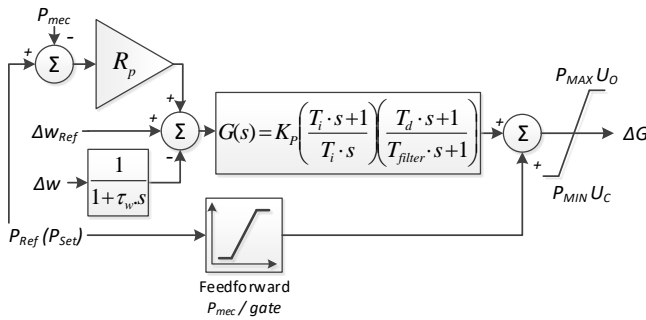 P_mec
-
+
Σ
R_p
+
Δw_Ref
+
Σ
-
Δw
1/(1+τ_w.s)
G(s) = K_P((T_i·s+1)/(T_i·s))((T_d·s+1)/(T_filter·s+1))
+
Σ
+
P_MAX U_O
ΔG
P_MIN U_C
P_Ref (P_Set)
Feedforward
P_mec / gate